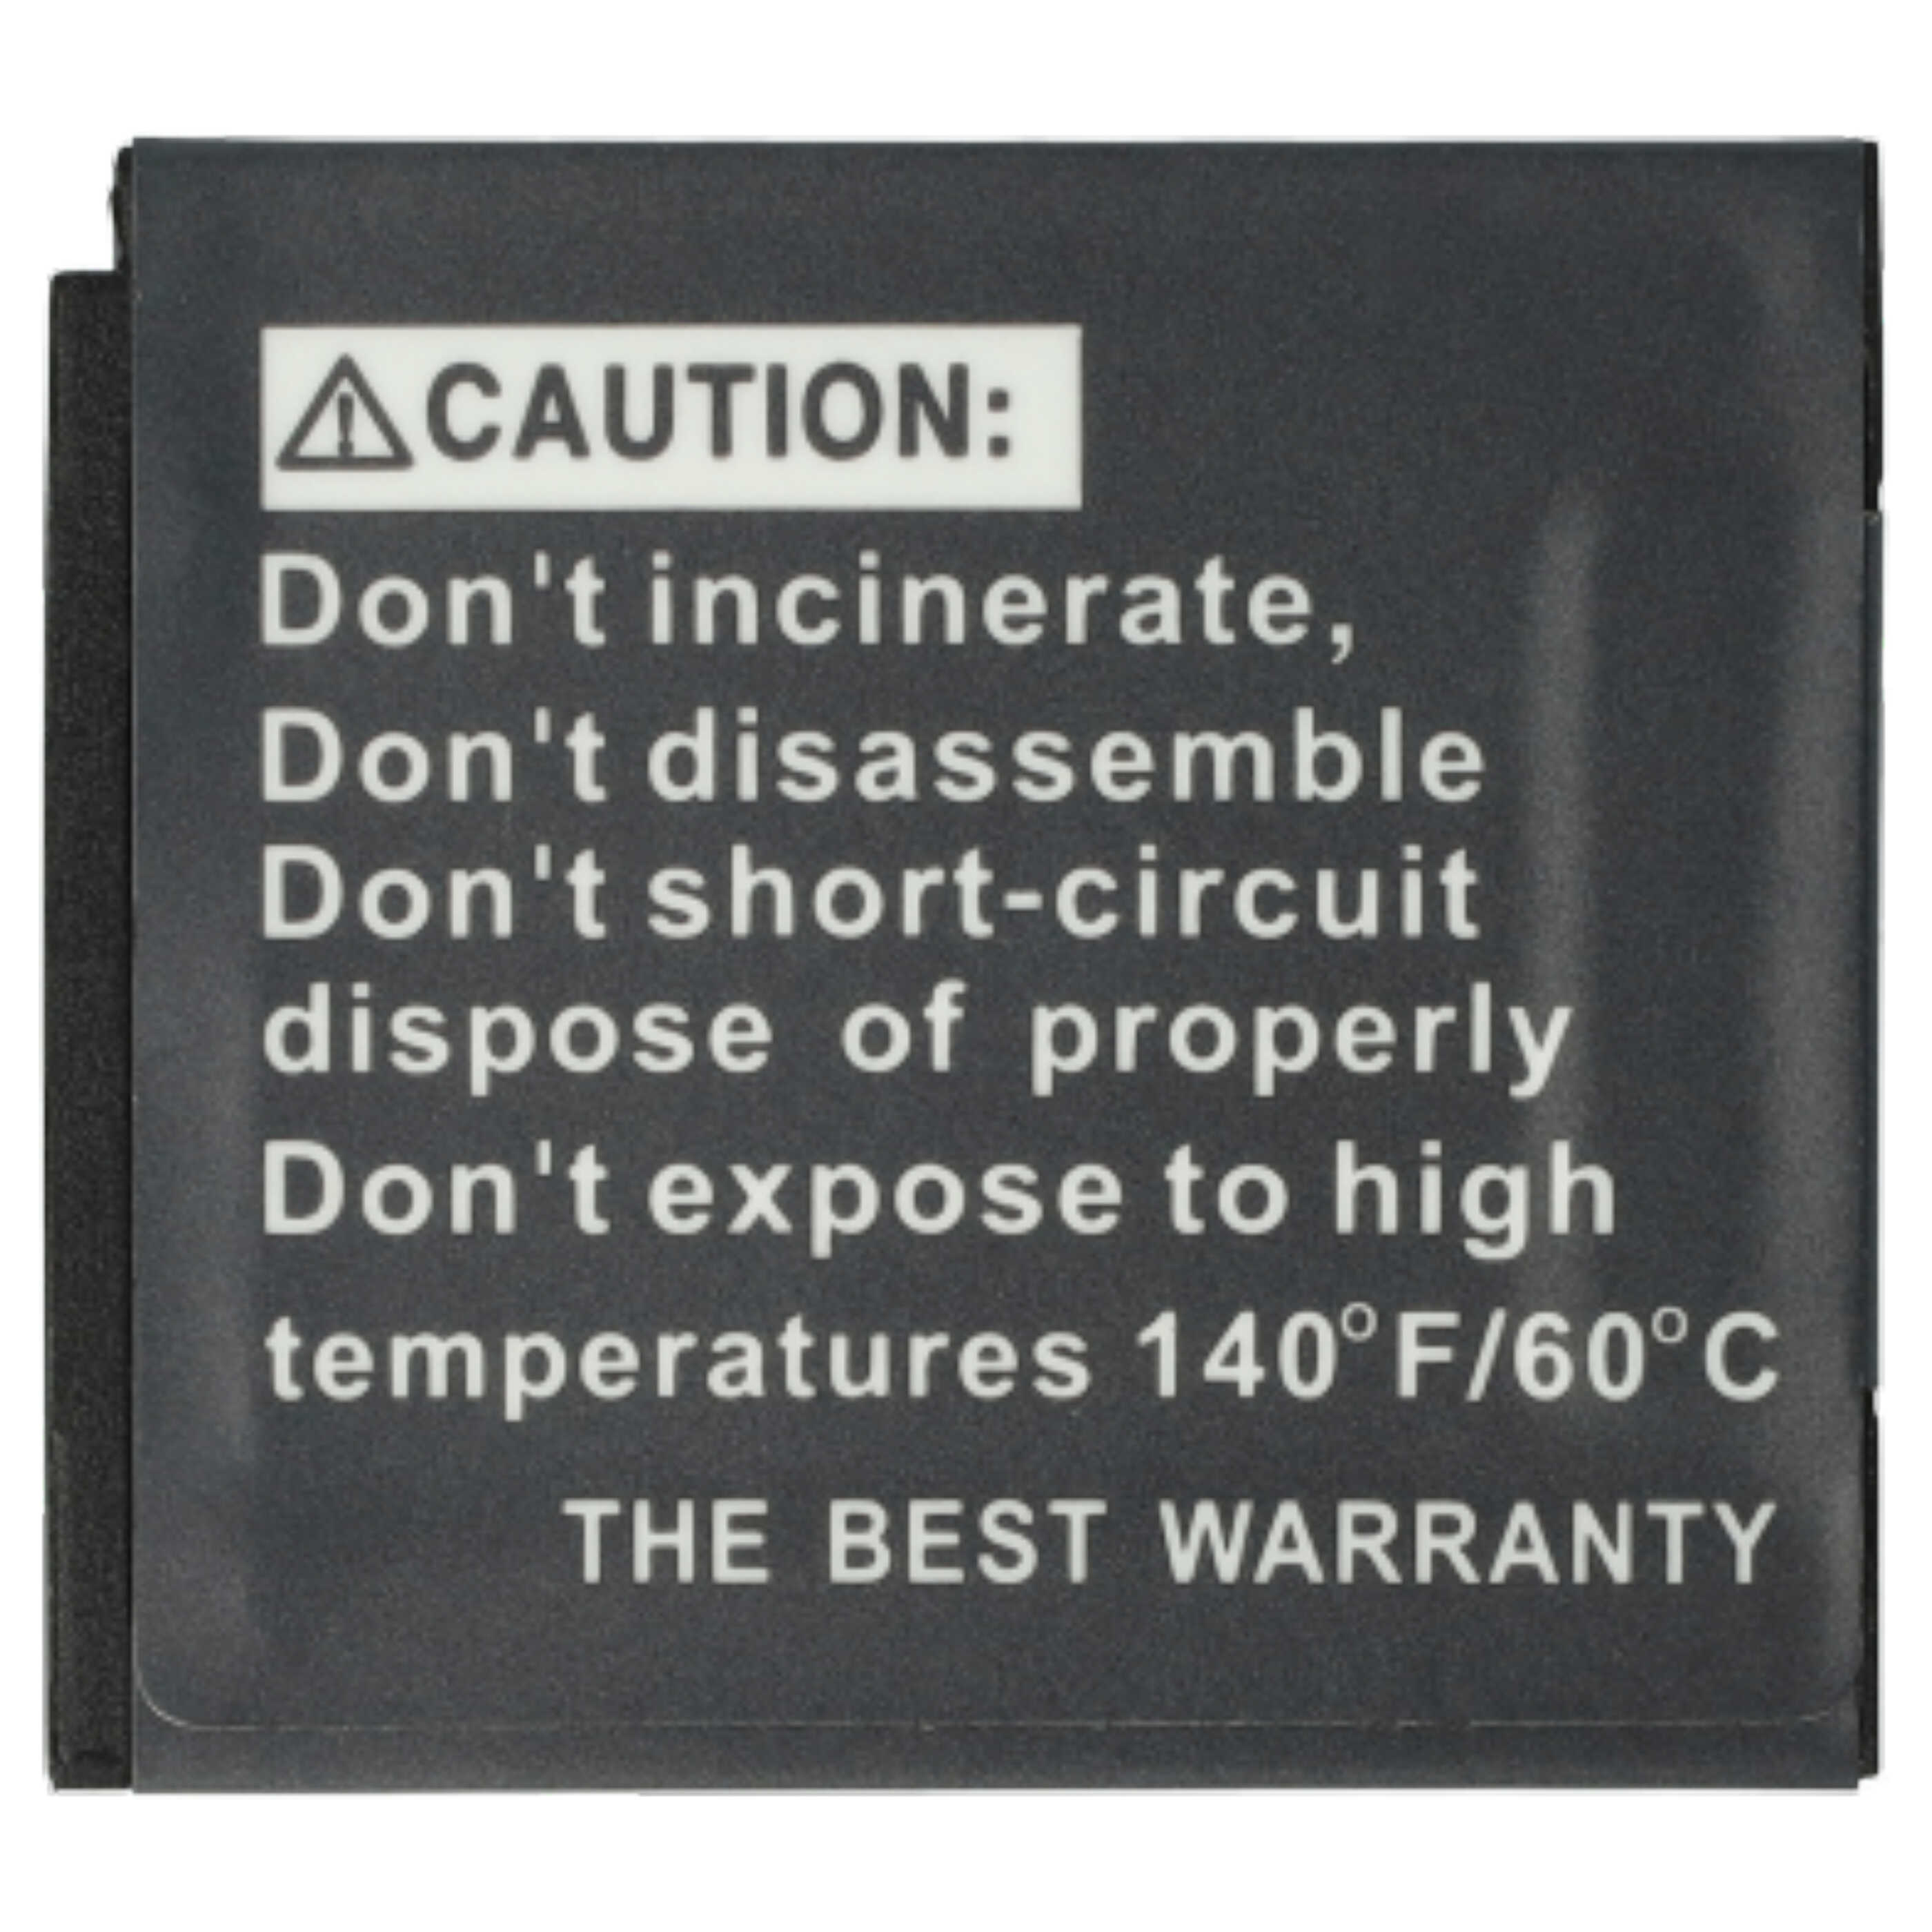 ⚠CAUTION:
Don't incinerate,
Don't disassemble
Don't short-circuit
dispose of properly
Don't expose to high
temperatures 140°F/60°C
THE BEST WARRANTY